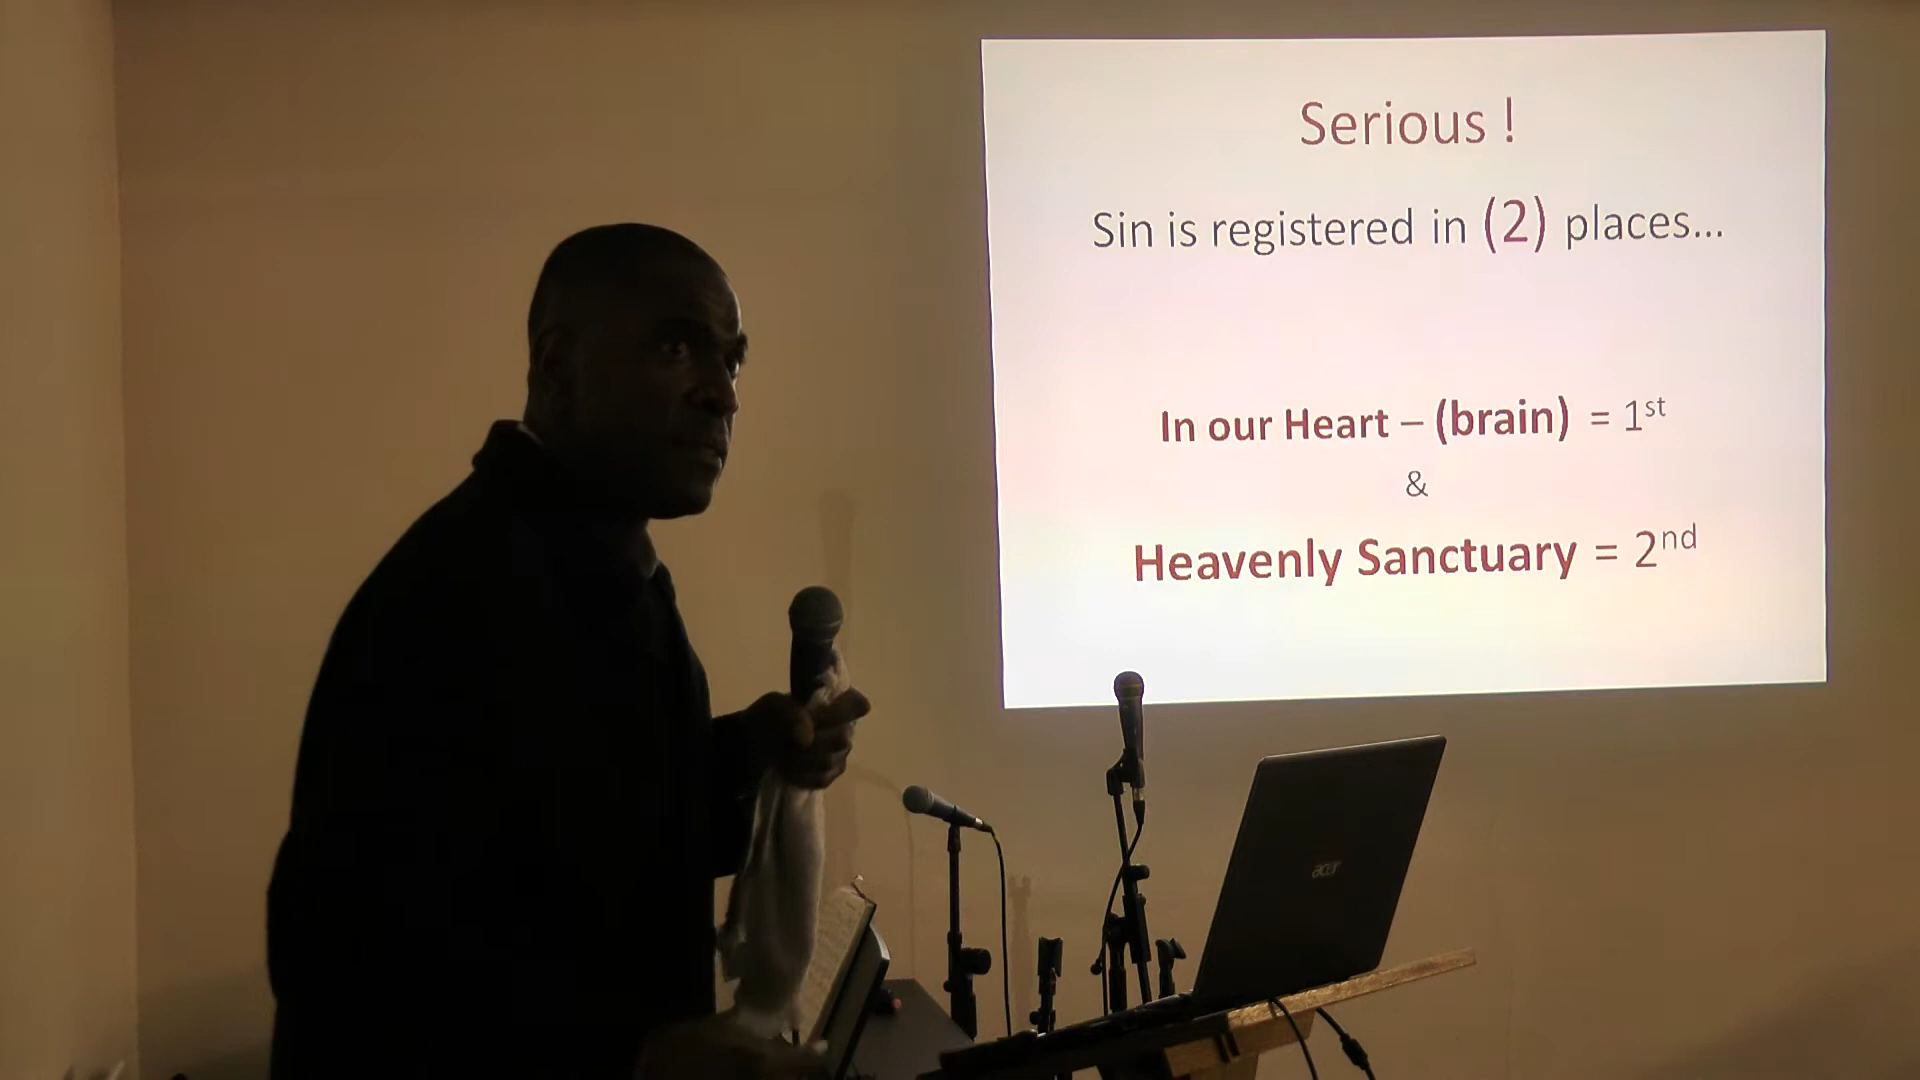 Serious !
Sin is registered in (2) places...
In our Heart – (brain) = 1st
&
Heavenly Sanctuary = 2nd
acer